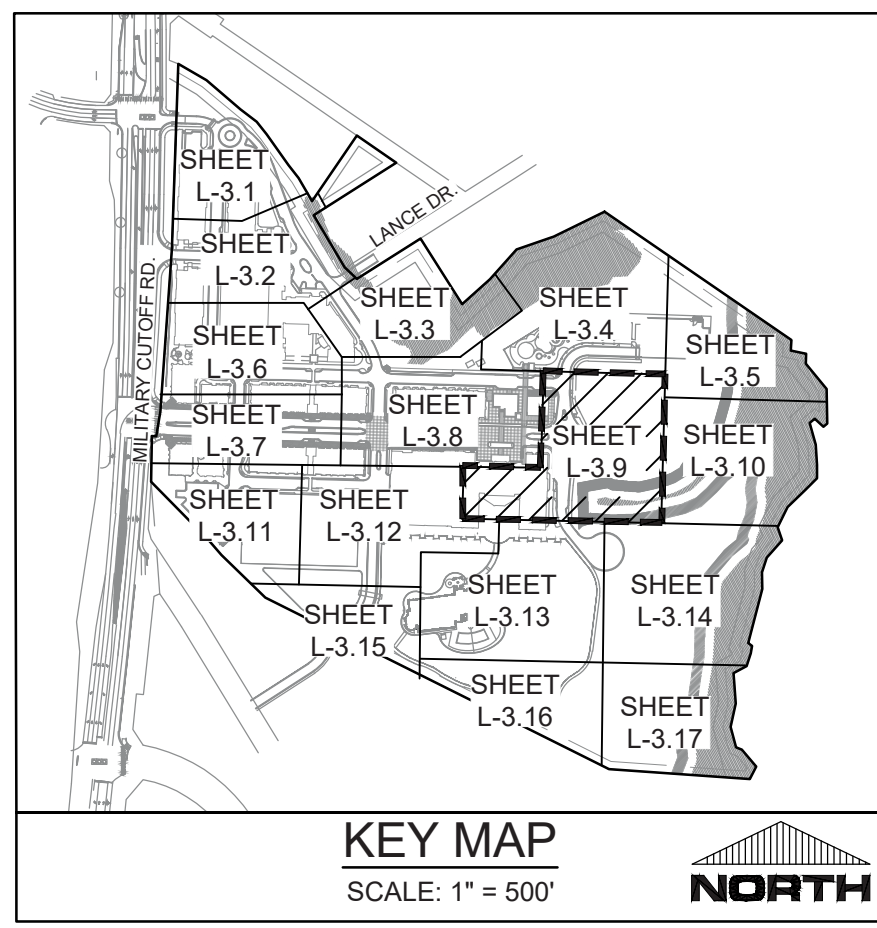 SHEET
L-3.1
LANCE DR.
SHEET
L-3.2
MILITARY CUTOFF RD.
SHEET
L-3.3
SHEET
L-3.4
SHEET
L-3.5
SHEET
L-3.6
SHEET
L-3.7
SHEET
L-3.8
SHEET
L-3.9
SHEET
L-3.10
SHEET
L-3.11
SHEET
L-3.12
SHEET
L-3.13
SHEET
L-3.14
SHEET
L-3.15
SHEET
L-3.16
SHEET
L-3.17
KEY MAP
SCALE: 1" = 500'
NORTH